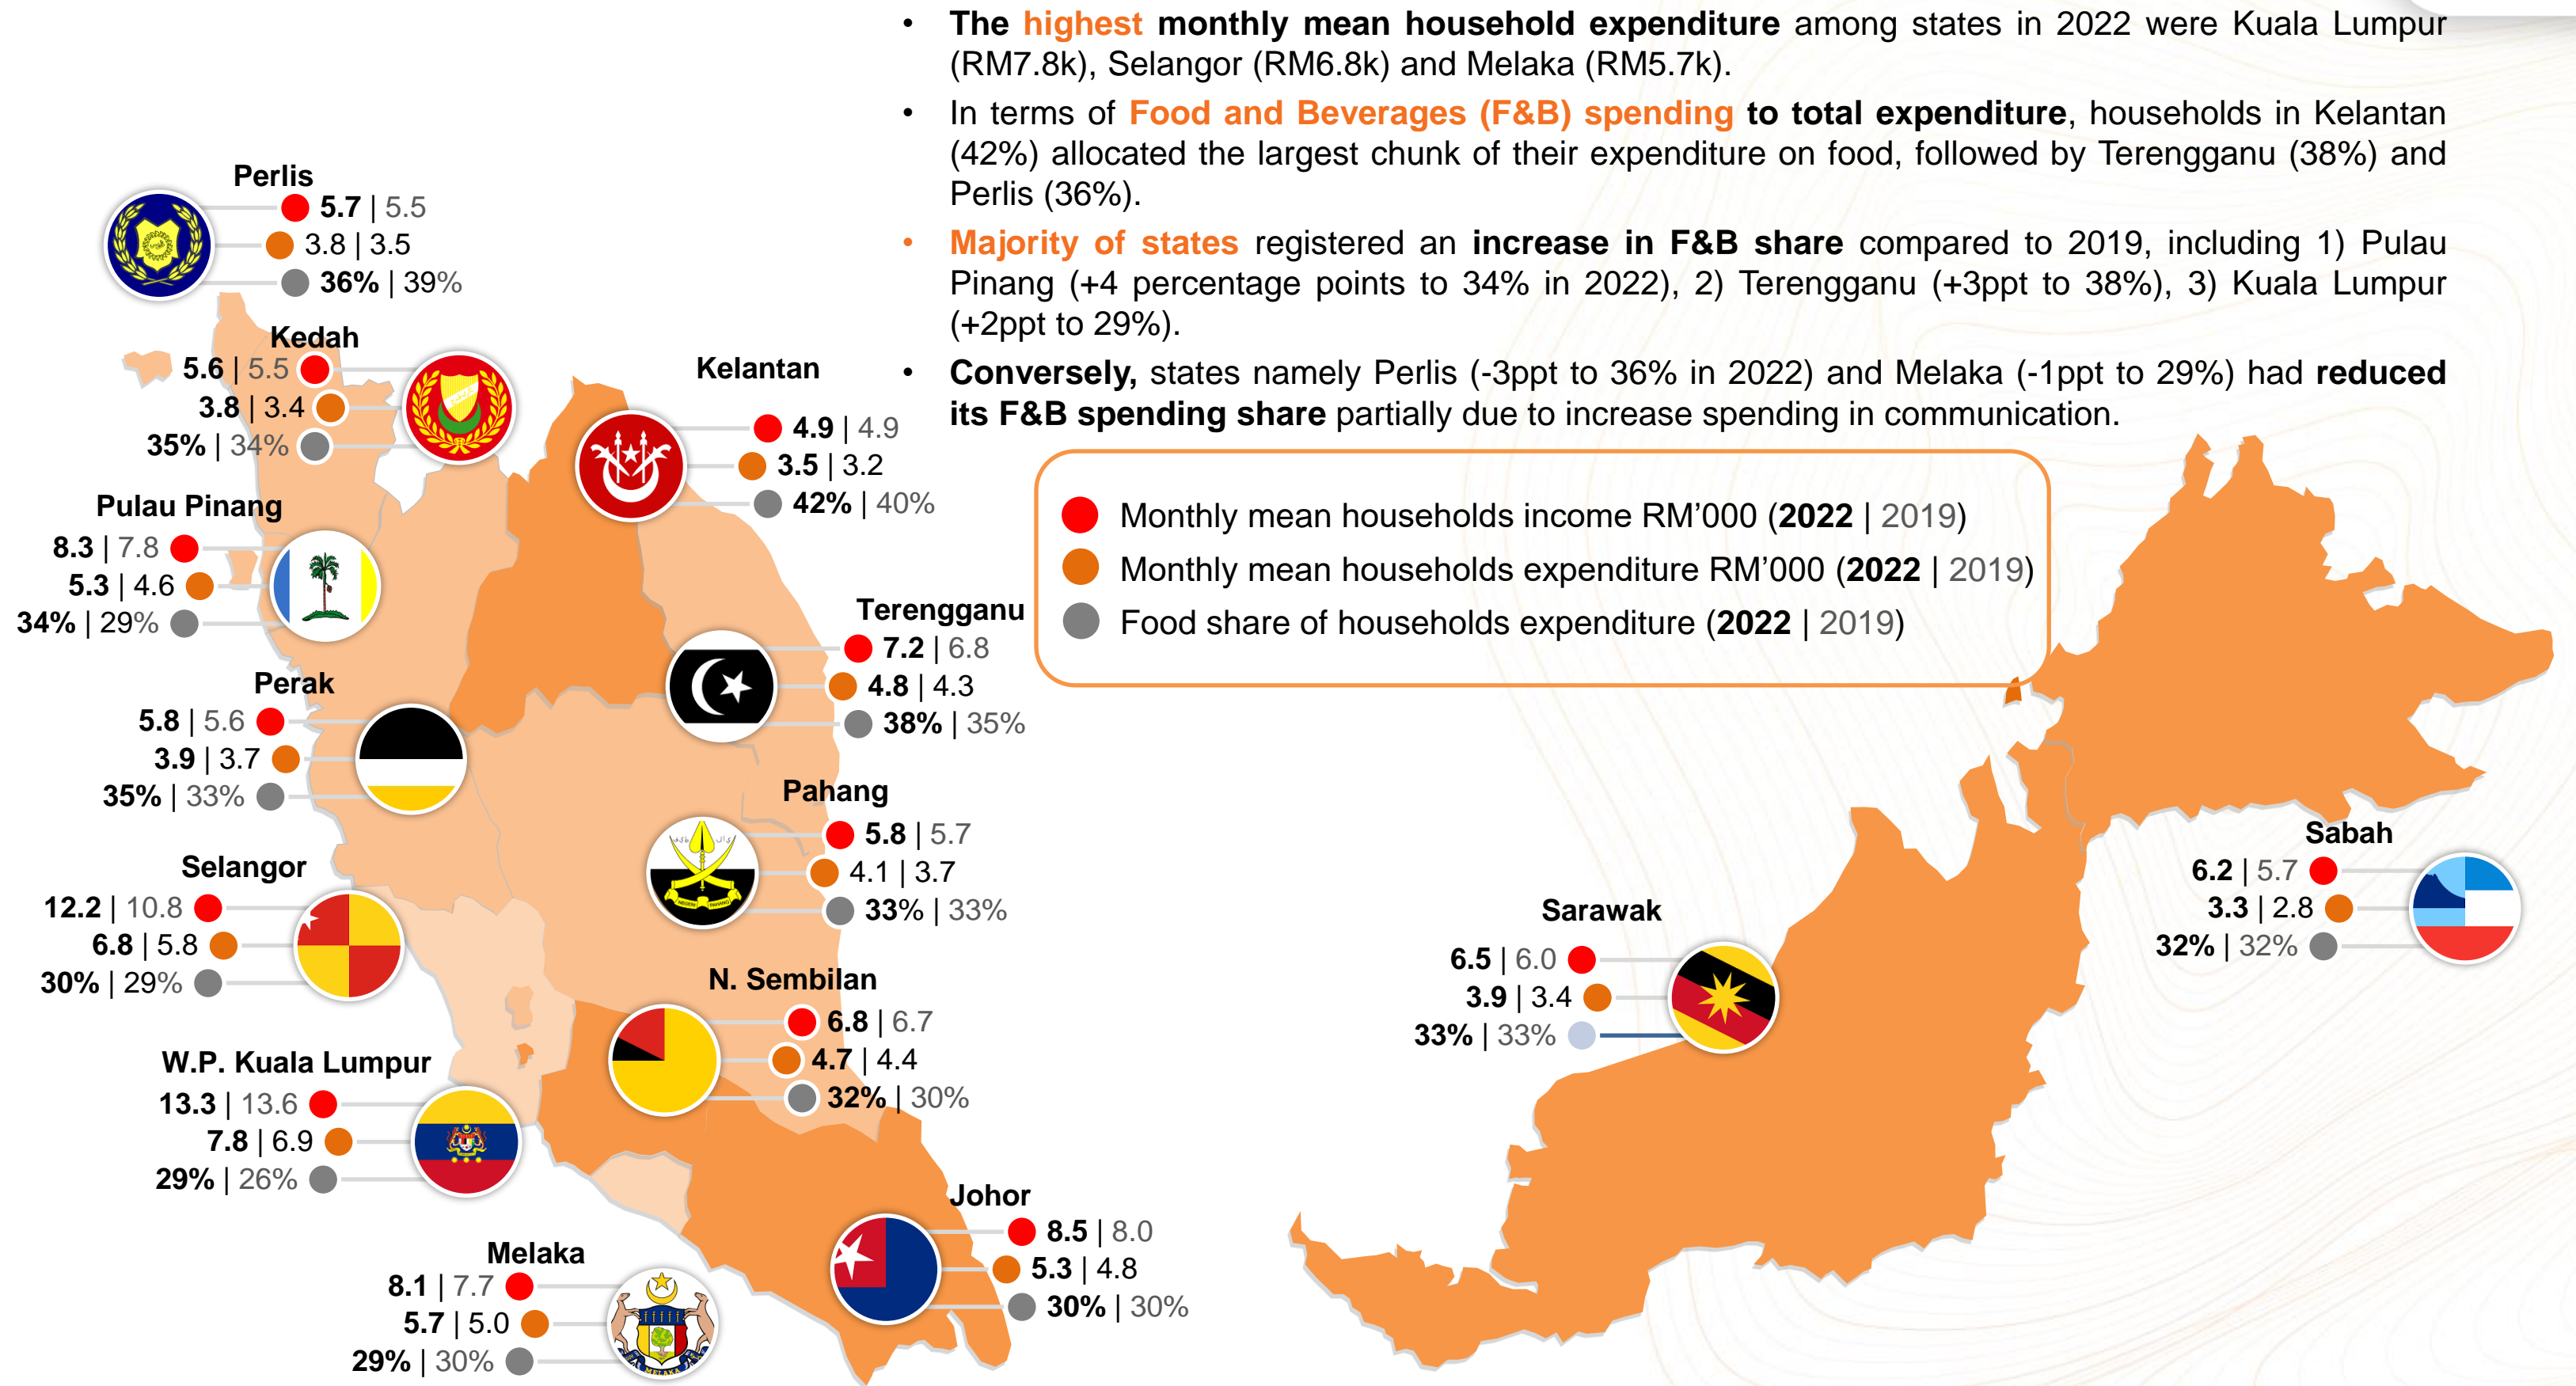 • The highest monthly mean household expenditure among states in 2022 were Kuala Lumpur
(RM7.8k), Selangor (RM6.8k) and Melaka (RM5.7k).
• In terms of Food and Beverages (F&B) spending to total expenditure, households in Kelantan
(42%) allocated the largest chunk of their expenditure on food, followed by Terengganu (38%) and
Perlis (36%).
• Majority of states registered an increase in F&B share compared to 2019, including 1) Pulau
Pinang (+4 percentage points to 34% in 2022), 2) Terengganu (+3ppt to 38%), 3) Kuala Lumpur
(+2ppt to 29%).
• Conversely, states namely Perlis (-3ppt to 36% in 2022) and Melaka (-1ppt to 29%) had reduced
its F&B spending share partially due to increase spending in communication.
Monthly mean households income RM’000 (2022 | 2019)
Monthly mean households expenditure RM’000 (2022 | 2019)
Food share of households expenditure (2022 | 2019)
Perlis
5.7 | 5.5
3.8 | 3.5
36% | 39%
Kedah
5.6 | 5.5
3.8 | 3.4
35% | 34%
Kelantan
4.9 | 4.9
3.5 | 3.2
42% | 40%
Pulau Pinang
8.3 | 7.8
5.3 | 4.6
34% | 29%
Terengganu
7.2 | 6.8
4.8 | 4.3
38% | 35%
Perak
5.8 | 5.6
3.9 | 3.7
35% | 33%
Pahang
5.8 | 5.7
4.1 | 3.7
33% | 33%
Selangor
12.2 | 10.8
6.8 | 5.8
30% | 29%
N. Sembilan
6.8 | 6.7
4.7 | 4.4
32% | 30%
W.P. Kuala Lumpur
13.3 | 13.6
7.8 | 6.9
29% | 26%
Johor
8.5 | 8.0
5.3 | 4.8
30% | 30%
Melaka
8.1 | 7.7
5.7 | 5.0
29% | 30%
MELAKA
Sarawak
6.5 | 6.0
3.9 | 3.4
33% | 33%
Sabah
6.2 | 5.7
3.3 | 2.8
32% | 32%